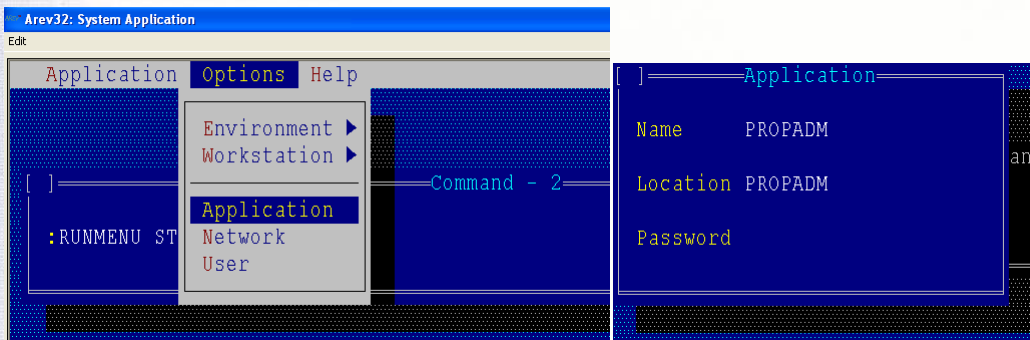 Arev32: System Application
Edit
Application Options Help
Environment
Workstation
Application
Network
User
[ ] Command - 2
:RUNMENU ST
[ ] Application
Name PROPADM
Location PROPADM
Password
an